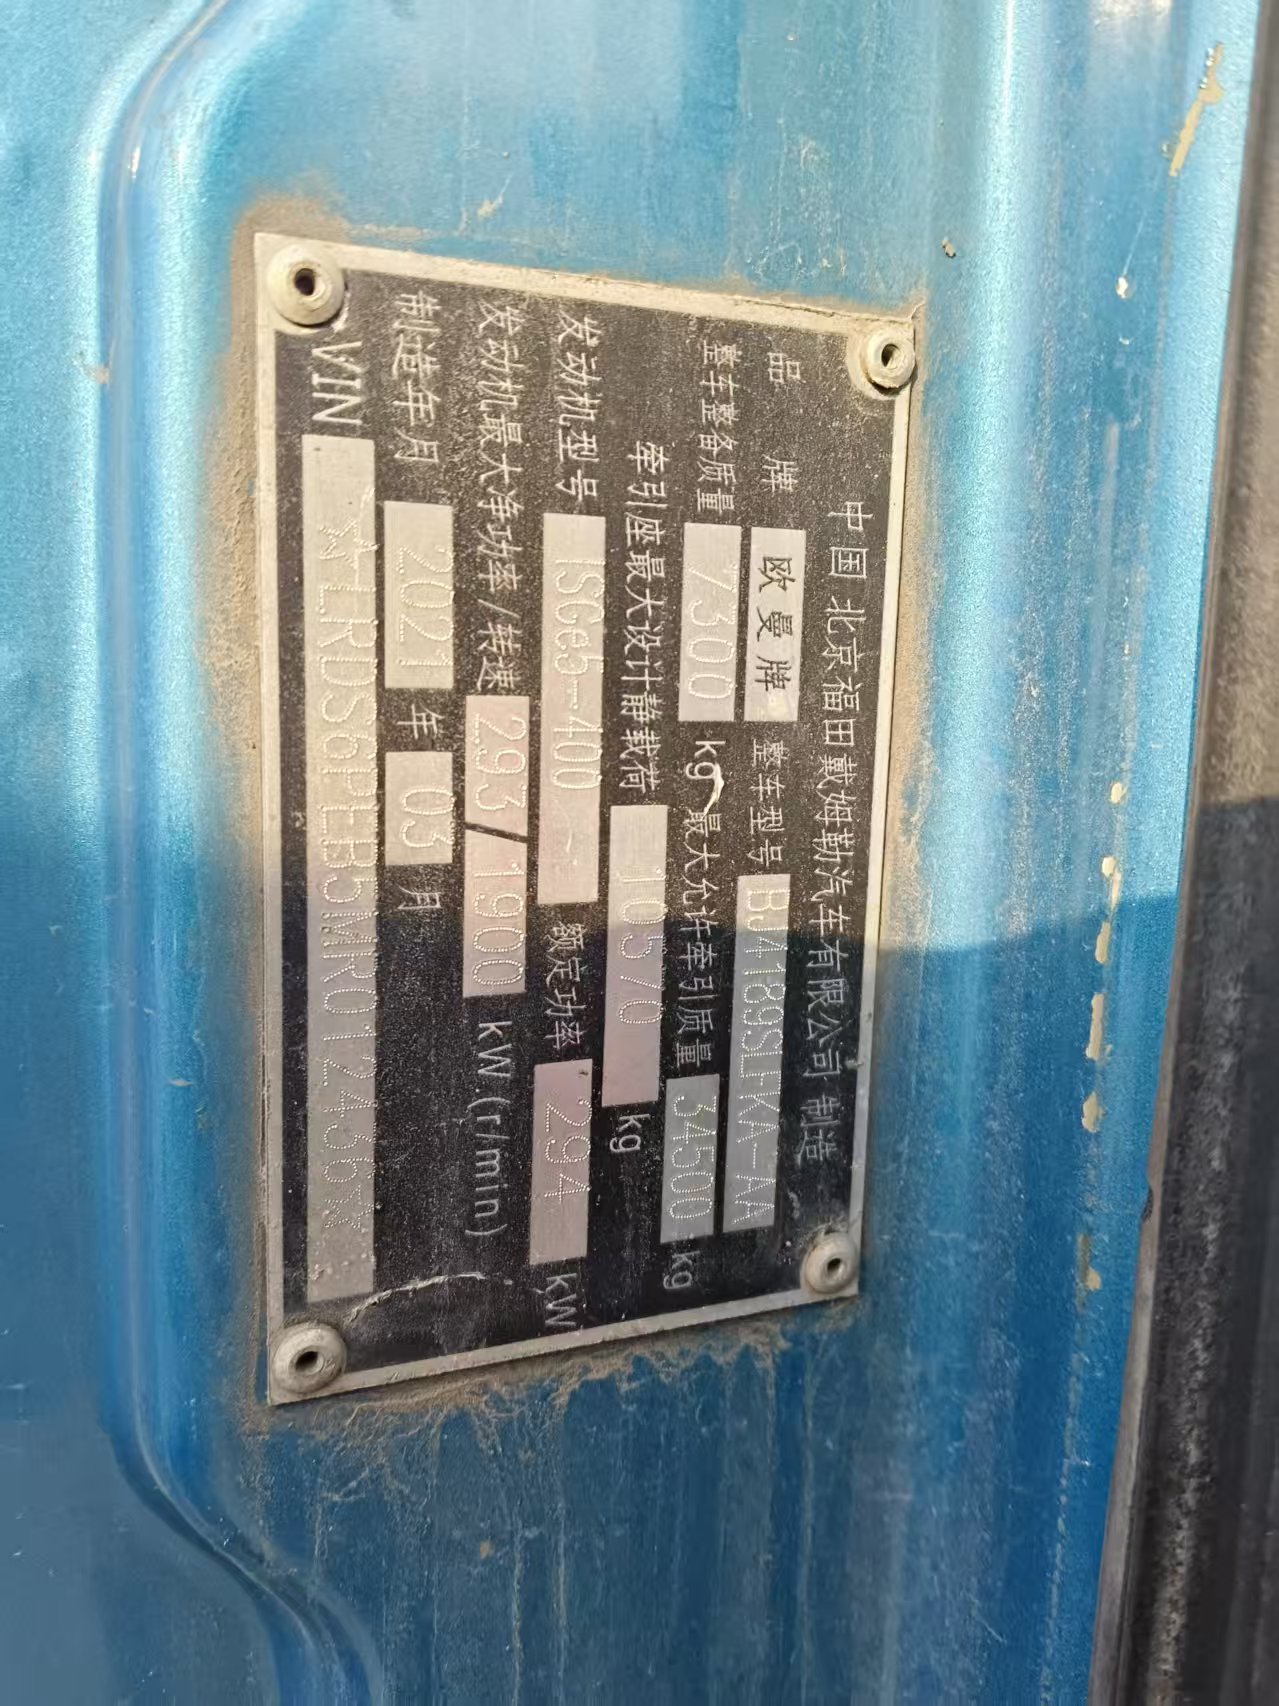 中国北京福田戴姆勒汽车有限公司 制造
品 牌 欧曼牌 整车型号 BJ4189SLFKA-AA
整车整备质量 7300 kg 最大允许牵引质量 34500 kg
牵引座最大设计静载荷 10570 kg
发动机型号 ISGe5-400 额定功率 294 kW
发动机最大净功率/转速 293/1900 kW.(r/min)
制造年月 2021 年 03 月
VIN ☆LRDS6PEB5MR012436☆